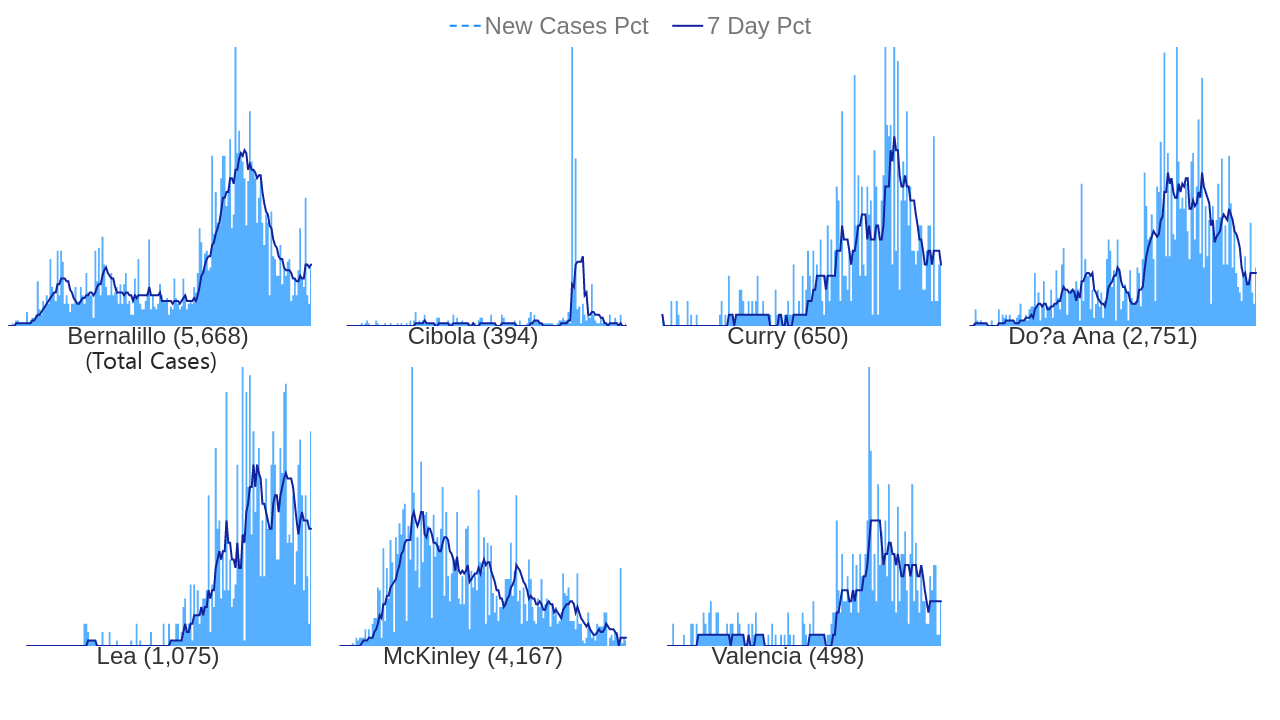 New Cases Pct 7 Day Pct
Bernalillo (5,668)
(Total Cases)
Cibola (394)
Curry (650)
Do?a Ana (2,751)
Lea (1,075)
McKinley (4,167)
Valencia (498)